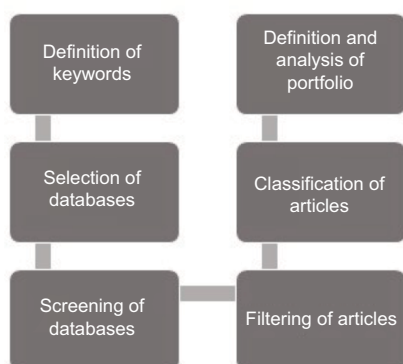 Definition of
keywords
Selection of
databases
Screening of
databases
Filtering of articles
Classification of
articles
Definition and
analysis of
portfolio